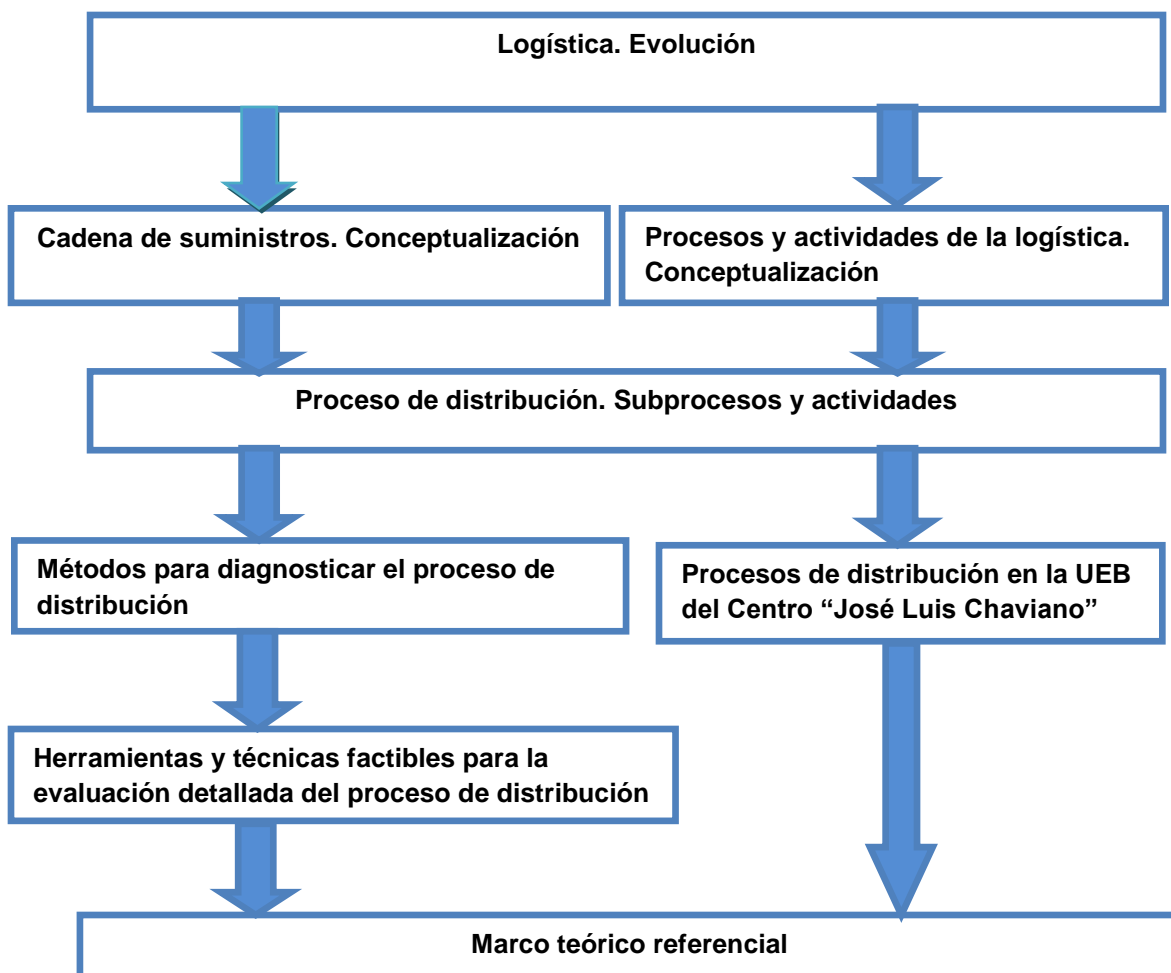 Logística. Evolución
Cadena de suministros. Conceptualización
Procesos y actividades de la logística.
Conceptualización
Proceso de distribución. Subprocesos y actividades
Métodos para diagnosticar el proceso de
distribución
Procesos de distribución en la UEB
del Centro “José Luis Chaviano”
Herramientas y técnicas factibles para la
evaluación detallada del proceso de distribución
Marco teórico referencial